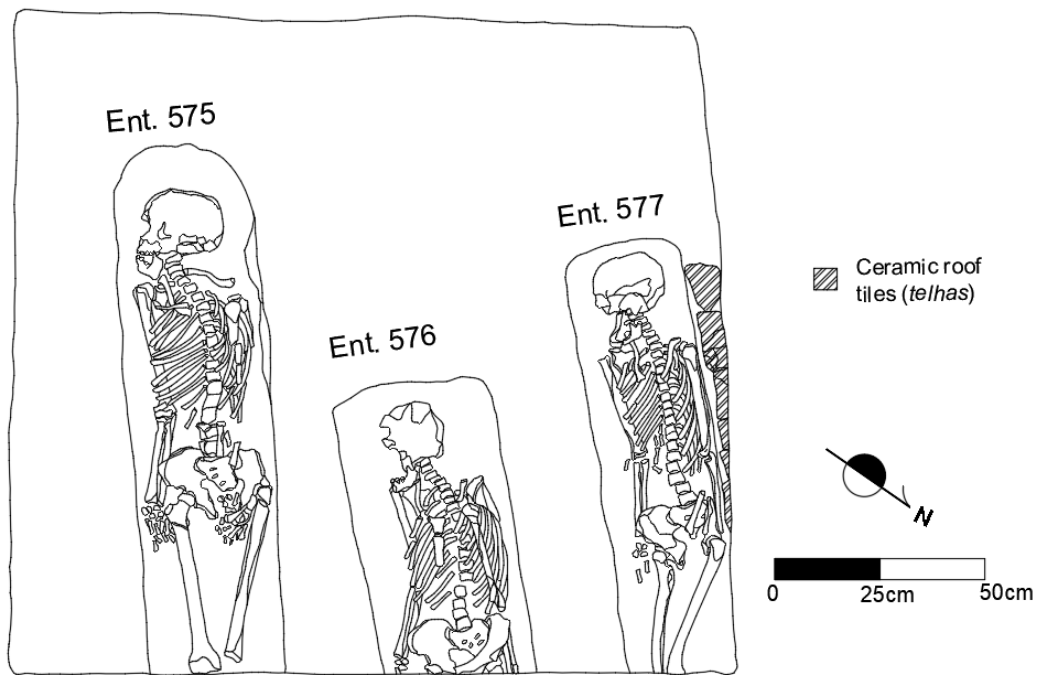 Ent. 575
Ent. 576
Ent. 577
Ceramic roof
tiles (telhas)
N
0 25cm 50cm